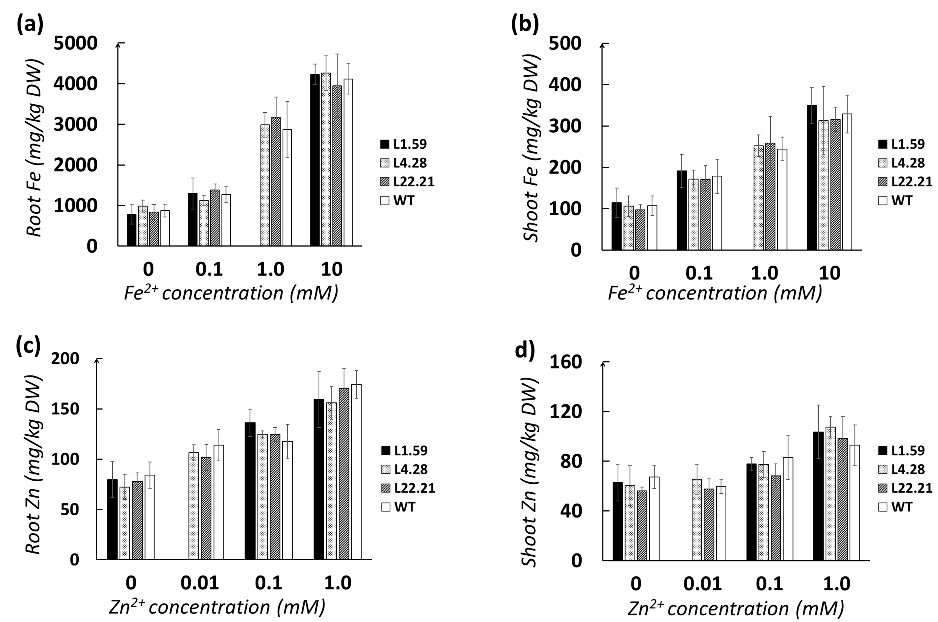 (a)
Root Fe (mg/kg DW)
5000
4000
3000
2000
1000
0
0 0.1 1.0 10
Fe²⁺ concentration (mM)
L1.59
L4.28
L22.21
WT
(b)
Shoot Fe (mg/kg DW)
500
400
300
200
100
0
0 0.1 1.0 10
Fe²⁺ concentration (mM)
L1.59
L4.28
L22.21
WT
(c)
Root Zn (mg/kg DW)
200
150
100
50
0
0 0.01 0.1 1.0
Zn²⁺ concentration (mM)
L1.59
L4.28
L22.21
WT
d)
Shoot Zn (mg/kg DW)
160
120
80
40
0
0 0.01 0.1 1.0
Zn²⁺ concentration (mM)
L1.59
L4.28
L22.21
WT